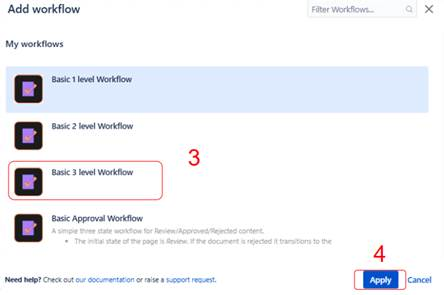 Add workflow
Filter Workflows...
My workflows
Basic 1 level Workflow
Basic 2 level Workflow
3
Basic 3 level Workflow
Basic Approval Workflow
A simple three state workflow for Review/Approved/Rejected content.
• The initial state of the page is Review. If the document is rejected it transitions to the
4
Need help? Check out our documentation or raise a support request.
Apply Cancel